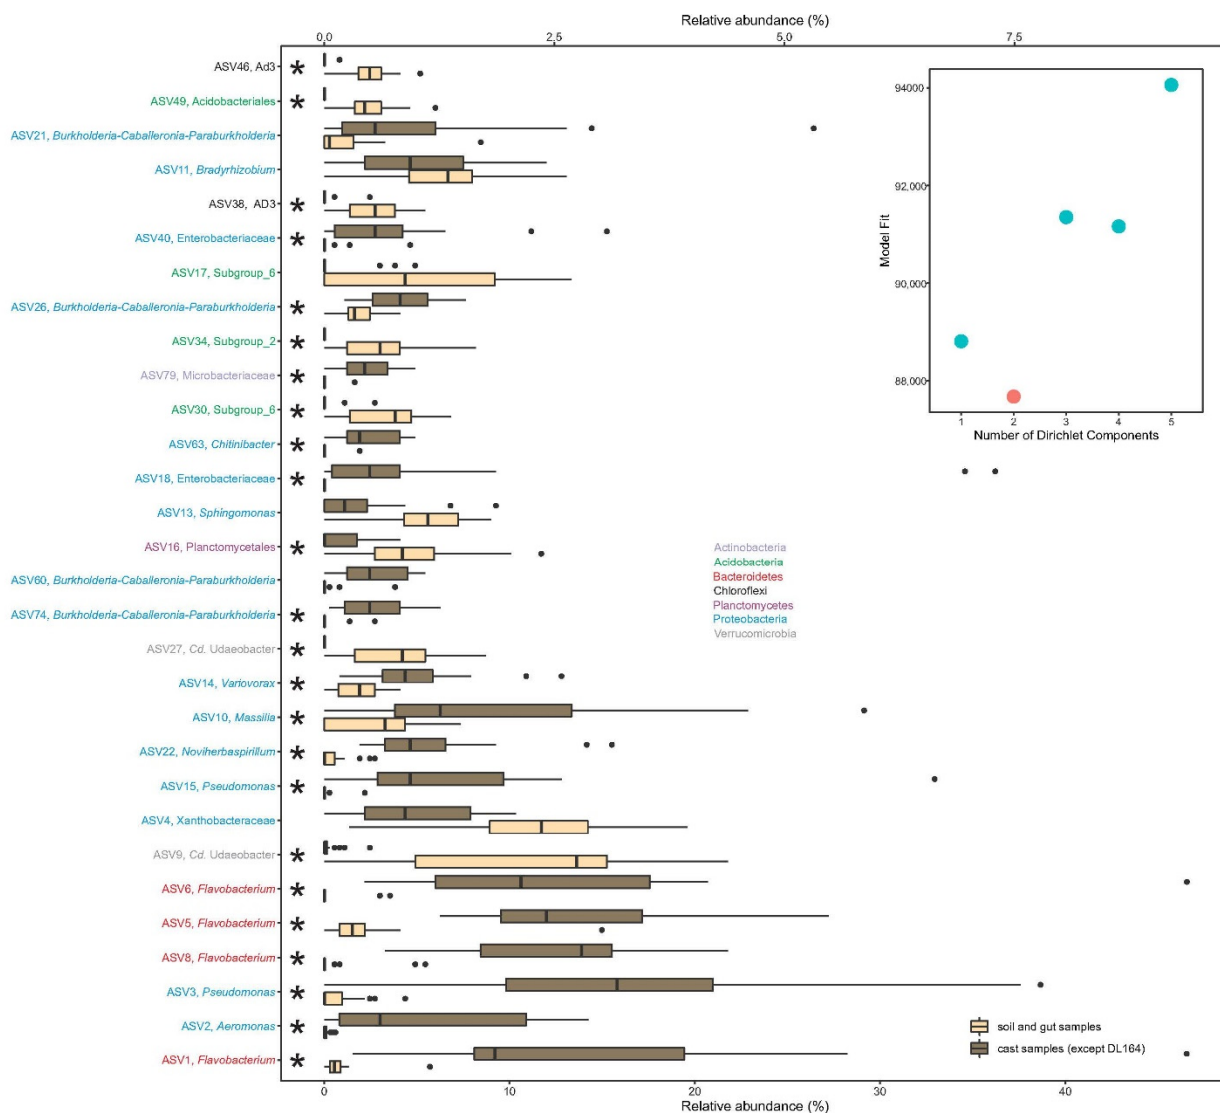 Relative abundance (%)
0.0 2.5 5.0 7.5
ASV46, Ad3 *
ASV49, Acidobacteriales *
ASV21, Burkholderia-Caballeronia-Paraburkholderia
ASV11, Bradyrhizobium
ASV38, AD3 *
ASV40, Enterobacteriaceae *
ASV17, Subgroup_6
ASV26, Burkholderia-Caballeronia-Paraburkholderia *
ASV34, Subgroup_2 *
ASV79, Microbacteriaceae *
ASV30, Subgroup_6 *
ASV63, Chitinibacter *
ASV18, Enterobacteriaceae *
ASV13, Sphingomonas
ASV16, Planctomycetales *
ASV60, Burkholderia-Caballeronia-Paraburkholderia
ASV74, Burkholderia-Caballeronia-Paraburkholderia *
ASV27, Cd. Udaeobacter *
ASV14, Variovorax *
ASV10, Massilia *
ASV22, Noviherbaspirillum *
ASV15, Pseudomonas *
ASV4, Xanthobacteraceae
ASV9, Cd. Udaeobacter *
ASV6, Flavobacterium *
ASV5, Flavobacterium *
ASV8, Flavobacterium *
ASV3, Pseudomonas *
ASV2, Aeromonas *
ASV1, Flavobacterium *
0 10 20 30 40
Relative abundance (%)
Model Fit
94000
92,000
90,000
88,000
1 2 3 4 5
Number of Dirichlet Components
Actinobacteria
Acidobacteria
Bacteroidetes
Chloroflexi
Planctomycetes
Proteobacteria
Verrucomicrobia
soil and gut samples
cast samples (except DL164)